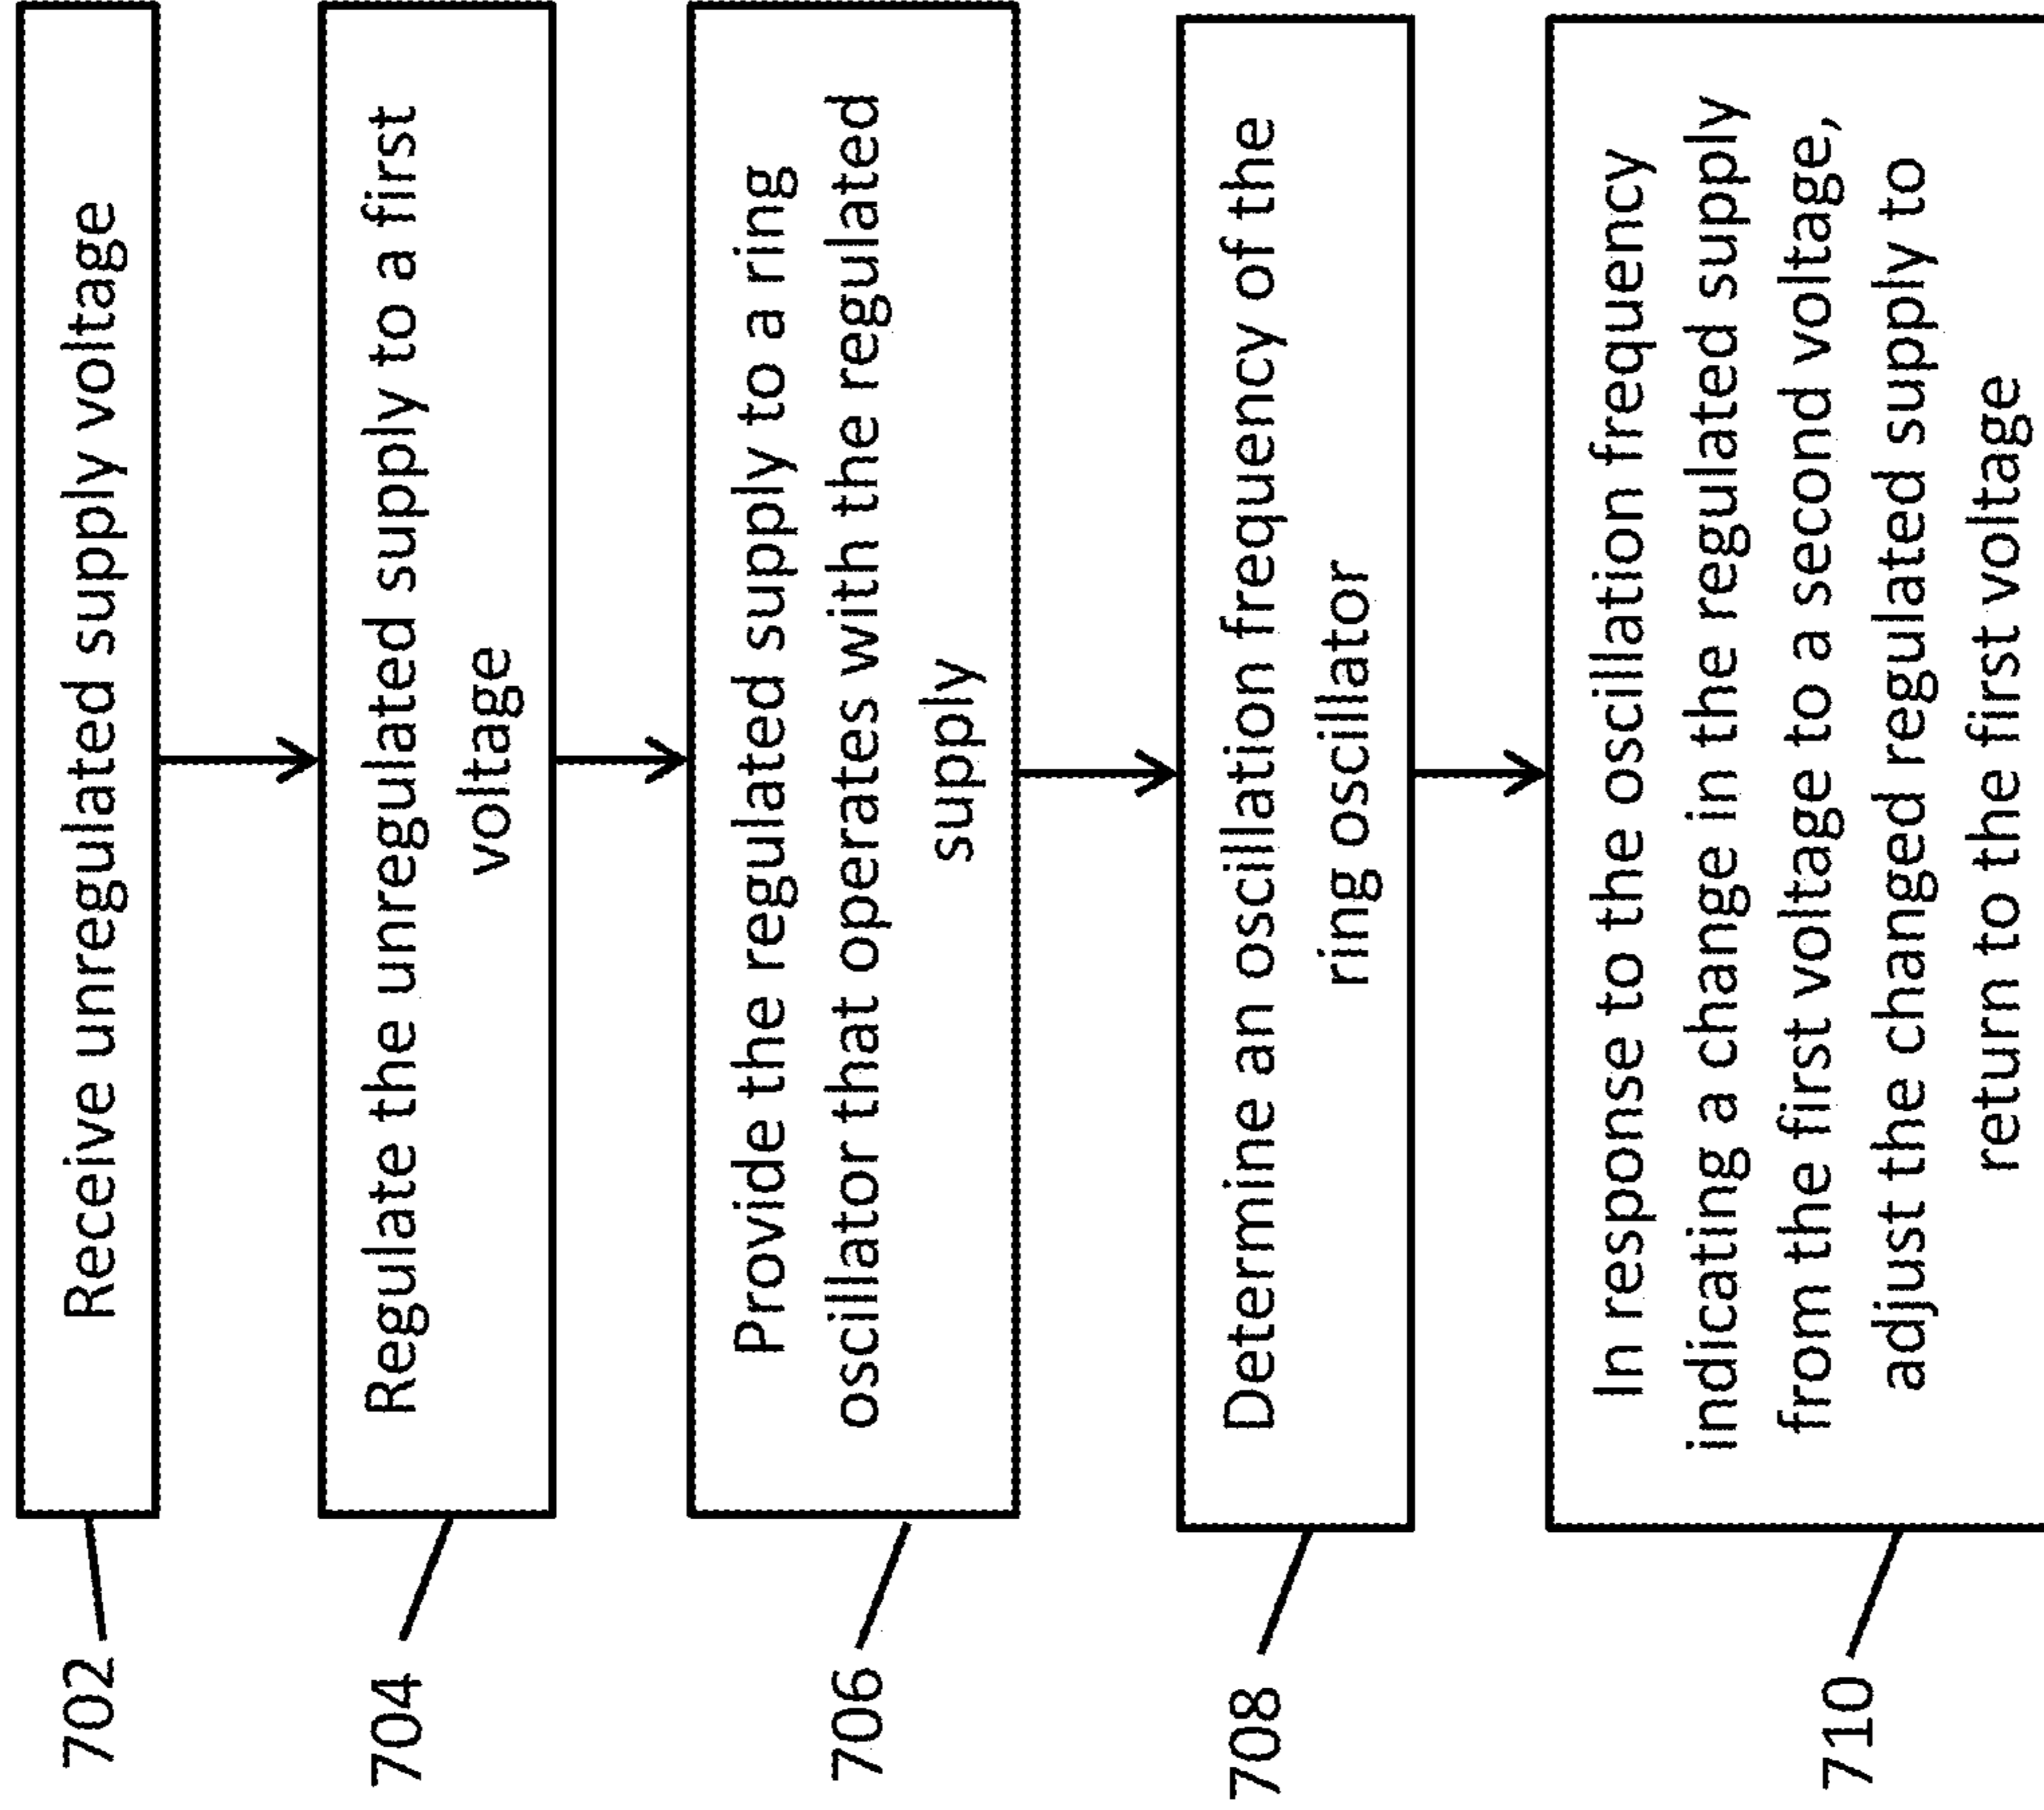 702
Receive unregulated supply voltage
704
Regulate the unregulated supply to a first
voltage
706
Provide the regulated supply to a ring
oscillator that operates with the regulated
supply
708
Determine an oscillation frequency of the
ring oscillator
710
In response to the oscillation frequency
indicating a change in the regulated supply
from the first voltage to a second voltage,
adjust the changed regulated supply to
return to the first voltage